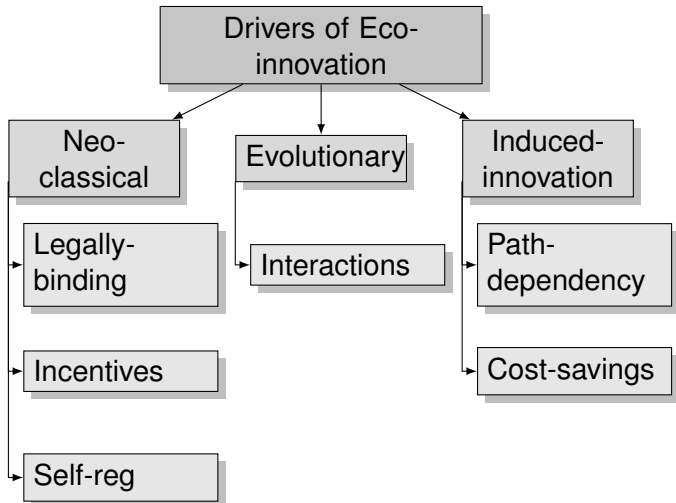 Drivers of Eco-
innovation
Neo-
classical
Evolutionary
Induced-
innovation
Legally-
binding
Interactions
Path-
dependency
Incentives
Cost-savings
Self-reg